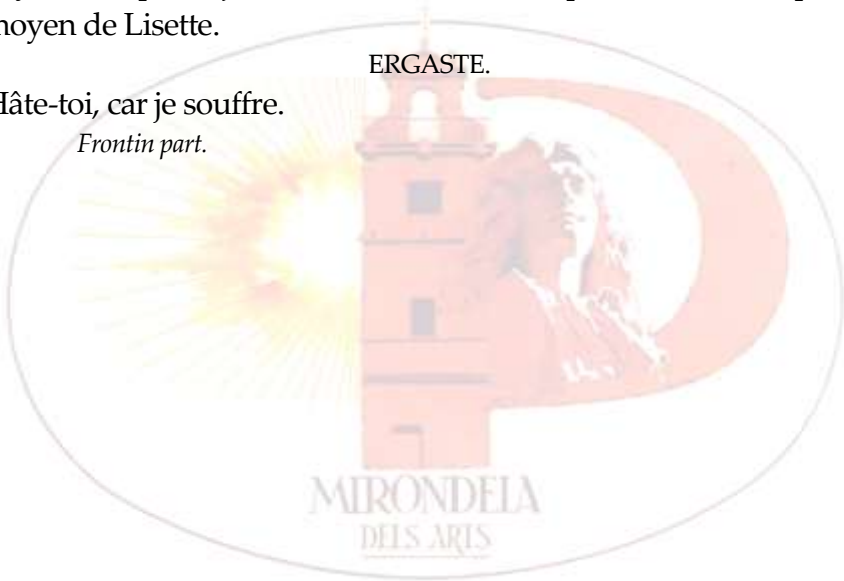 moyen de Lisette.
ERGASTE.
Hâte-toi, car je souffre.
Frontin part.
MIRONDELA
DELS ARTS